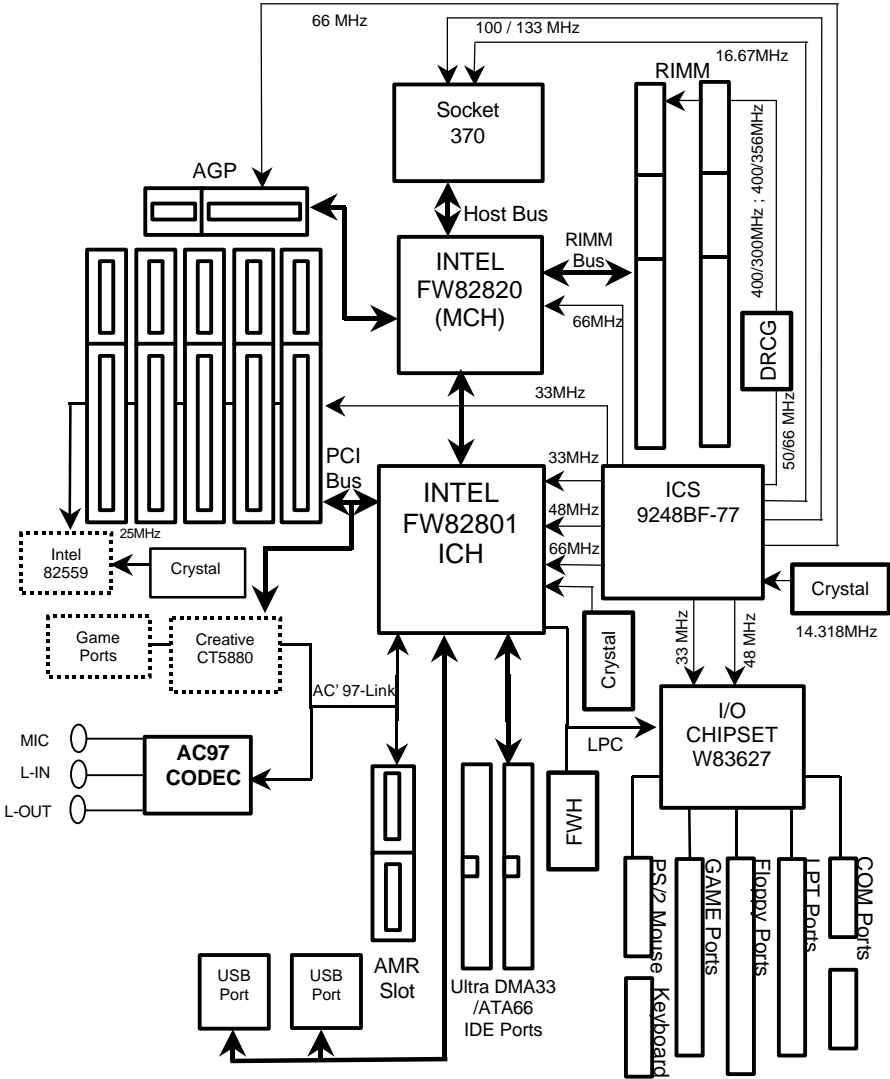 66 MHz
100 / 133 MHz
16.67MHz
RIMM
Socket
370
AGP
Host Bus
400/300MHz ; 400/356MHz
INTEL
FW82820
(MCH)
RIMM
Bus
66MHz
DRCG
33MHz
50/66 MHz
PCI
Bus
INTEL
FW82801
ICH
33MHz
48MHz
66MHz
ICS
9248BF-77
25MHz
Intel
82559
Crystal
Crystal
14.318MHz
Game
Ports
Creative
CT5880
Crystal
33 MHz
48 MHz
AC' 97-Link
I/O
CHIPSET
W83627
LPC
MIC
L-IN
L-OUT
AC97
CODEC
FWH
PS/2 Mouse
Keyboard
GAME Ports
Floppy Ports
LPT Ports
COM Ports
AMR
Slot
Ultra DMA33
/ATA66
IDE Ports
USB
Port
USB
Port